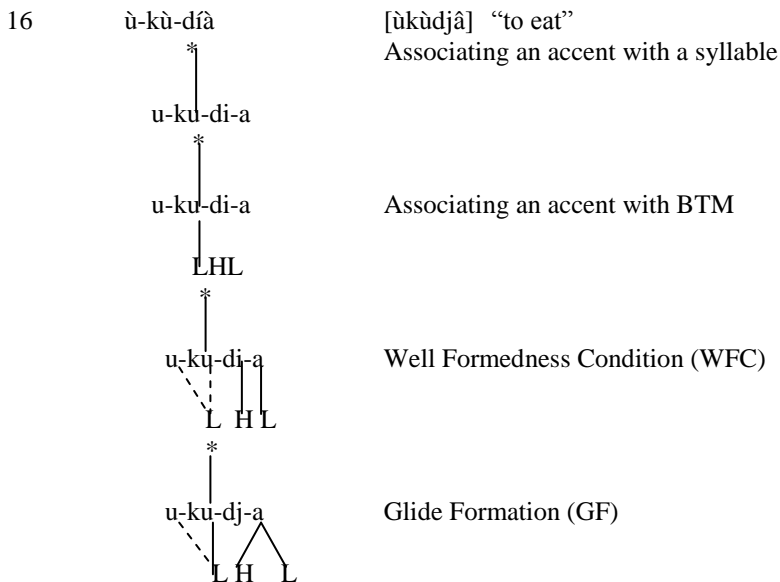 16 ù-kù-díà [ùkùdjâ] “to eat”
* Associating an accent with a syllable
u-ku-di-a
*
u-ku-di-a Associating an accent with BTM
LHL
*
u-ku-di-a Well Formedness Condition (WFC)
L H L
*
u-ku-dj-a Glide Formation (GF)
L H L